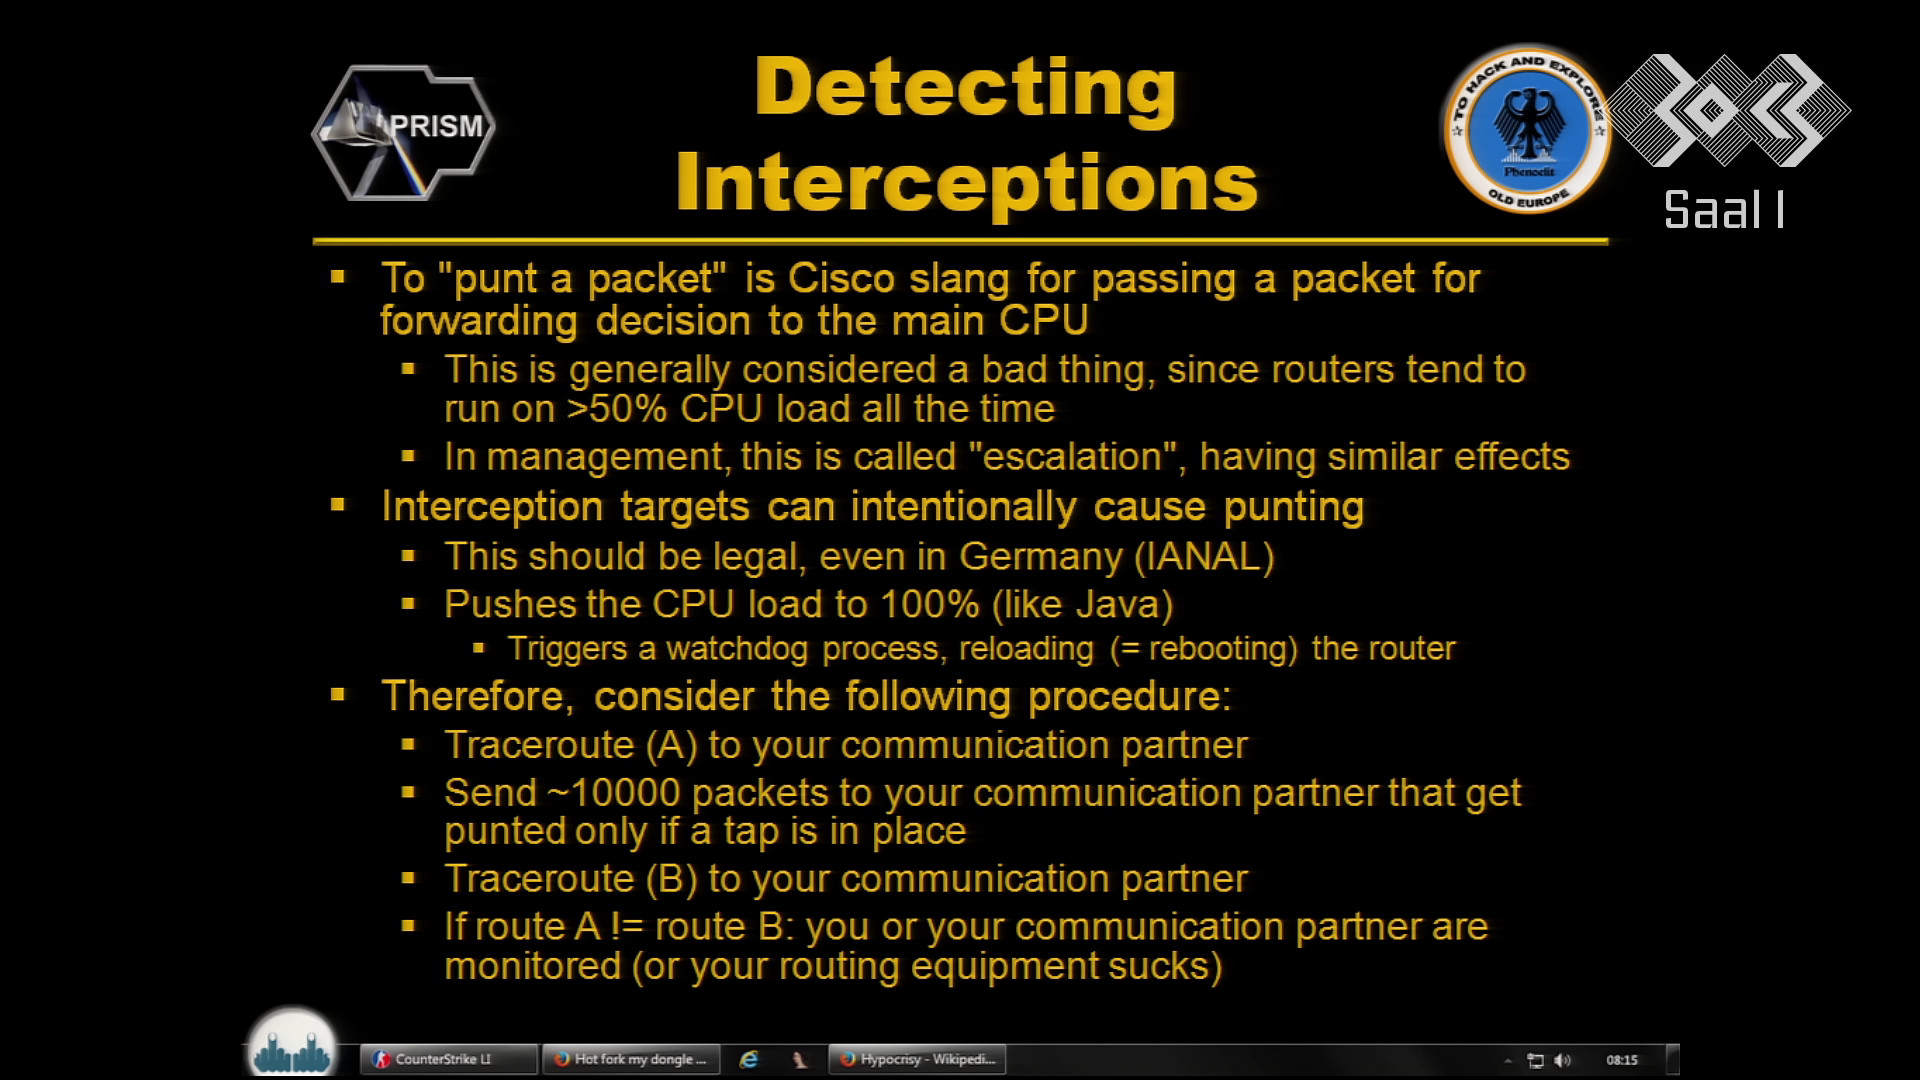 Detecting
Interceptions
PRISM
TO HACK AND EXPLORE
Phenoelit
OLD EUROPE
Saal 1
▪ To "punt a packet" is Cisco slang for passing a packet for
forwarding decision to the main CPU
▪ This is generally considered a bad thing, since routers tend to
run on >50% CPU load all the time
▪ In management, this is called "escalation", having similar effects
▪ Interception targets can intentionally cause punting
▪ This should be legal, even in Germany (IANAL)
▪ Pushes the CPU load to 100% (like Java)
▪ Triggers a watchdog process, reloading (= rebooting) the router
▪ Therefore, consider the following procedure:
▪ Traceroute (A) to your communication partner
▪ Send ~10000 packets to your communication partner that get
punted only if a tap is in place
▪ Traceroute (B) to your communication partner
▪ If route A != route B: you or your communication partner are
monitored (or your routing equipment sucks)
CounterStrike LI
Hot fork my dongle ...
Hypocrisy - Wikipedi...
08:15